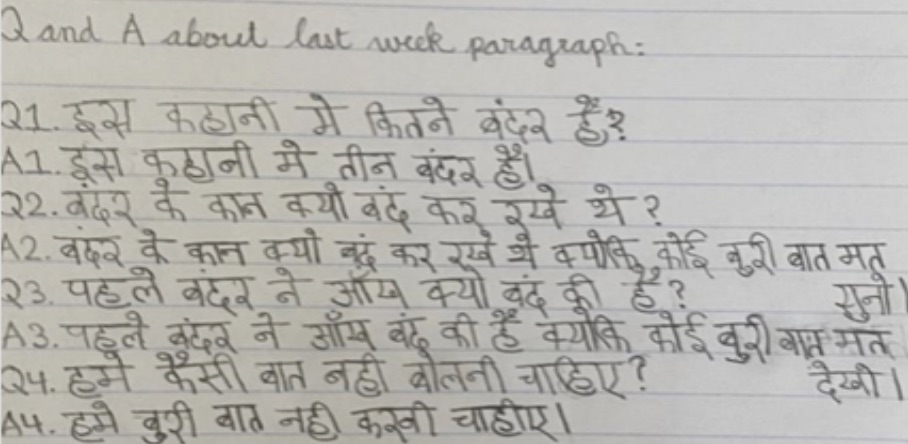 Q and A about last week paragraph:
Q1. इस कहानी मे कितने बंदर हैं?
A1. इस कहानी मे तीन बंदर हैं।
Q2. बंदर के कान क्यो बंद कर रखे थे?
A2. बंदर के कान क्यो बंद कर रखे थे क्योकि कोई बुरी बात मत
सुनो।
Q3. पहले बंदर ने आँख क्यो बंद की है?
A3. पहले बंदर ने आँख बंद की है क्योकि कोई बुरी बात मत
देखी।
Q4. हमे कैसी बात नही बोलनी चाहिए?
A4. हमे बुरी बात नही करनी चाहीए।